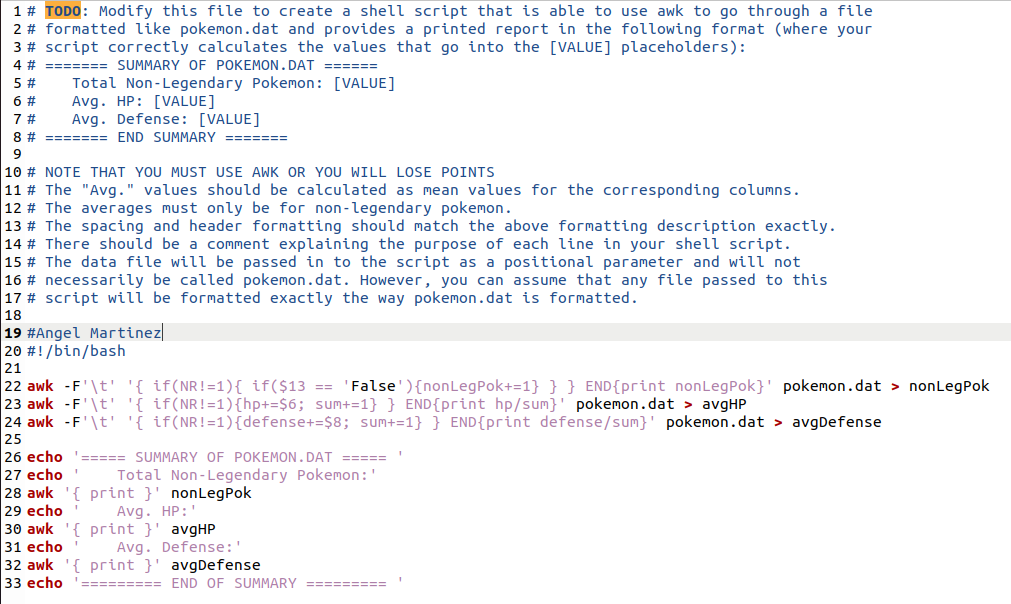 1 # TODO: Modify this file to create a shell script that is able to use awk to go through a file
2 # formatted like pokemon.dat and provides a printed report in the following format (where your
3 # script correctly calculates the values that go into the [VALUE] placeholders):
4 # ======= SUMMARY OF POKEMON.DAT ======
5 #    Total Non-Legendary Pokemon: [VALUE]
6 #    Avg. HP: [VALUE]
7 #    Avg. Defense: [VALUE]
8 # ======= END SUMMARY =======
9
10 # NOTE THAT YOU MUST USE AWK OR YOU WILL LOSE POINTS
11 # The "Avg." values should be calculated as mean values for the corresponding columns.
12 # The averages must only be for non-legendary pokemon.
13 # The spacing and header formatting should match the above formatting description exactly.
14 # There should be a comment explaining the purpose of each line in your shell script.
15 # The data file will be passed in to the script as a positional parameter and will not
16 # necessarily be called pokemon.dat. However, you can assume that any file passed to this
17 # script will be formatted exactly the way pokemon.dat is formatted.
18
19 #Angel Martinez
20 #!/bin/bash
21
22 awk -F'\t' '{ if(NR!=1){ if($13 == 'False'){nonLegPok+=1} } } END{print nonLegPok}' pokemon.dat > nonLegPok
23 awk -F'\t' '{ if(NR!=1){hp+=$6; sum+=1} } END{print hp/sum}' pokemon.dat > avgHP
24 awk -F'\t' '{ if(NR!=1){defense+=$8; sum+=1} } END{print defense/sum}' pokemon.dat > avgDefense
25
26 echo '===== SUMMARY OF POKEMON.DAT ===== '
27 echo '    Total Non-Legendary Pokemon:'
28 awk '{ print }' nonLegPok
29 echo '    Avg. HP:'
30 awk '{ print }' avgHP
31 echo '    Avg. Defense:'
32 awk '{ print }' avgDefense
33 echo '========= END OF SUMMARY ========= '